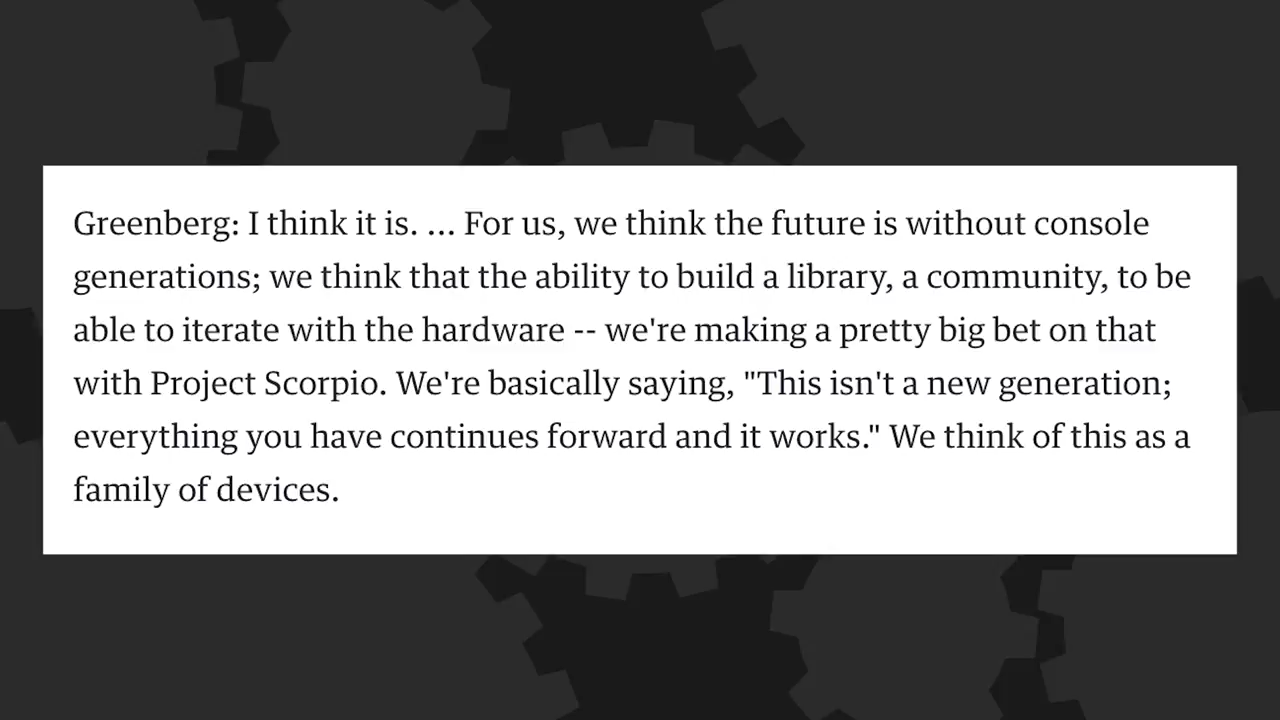 Greenberg: I think it is. ... For us, we think the future is without console
generations; we think that the ability to build a library, a community, to be
able to iterate with the hardware -- we're making a pretty big bet on that
with Project Scorpio. We're basically saying, "This isn't a new generation;
everything you have continues forward and it works." We think of this as a
family of devices.